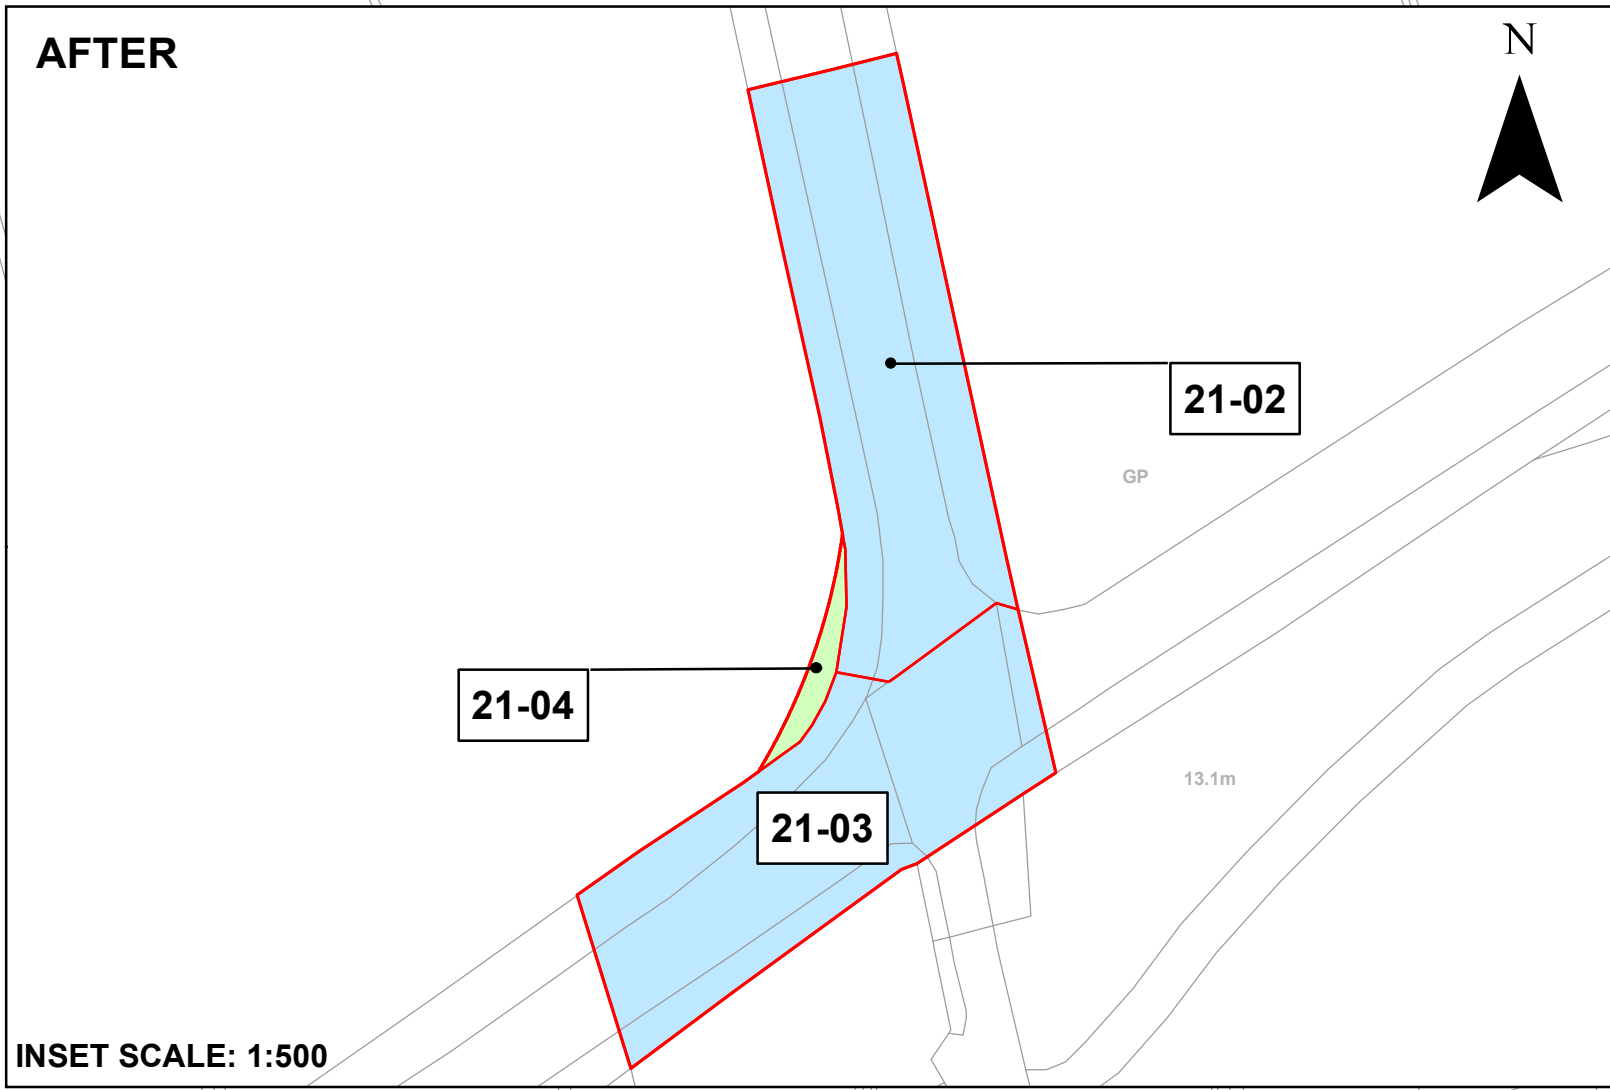 AFTER
N
21-02
GP
21-04
13.1m
21-03
INSET SCALE: 1:500